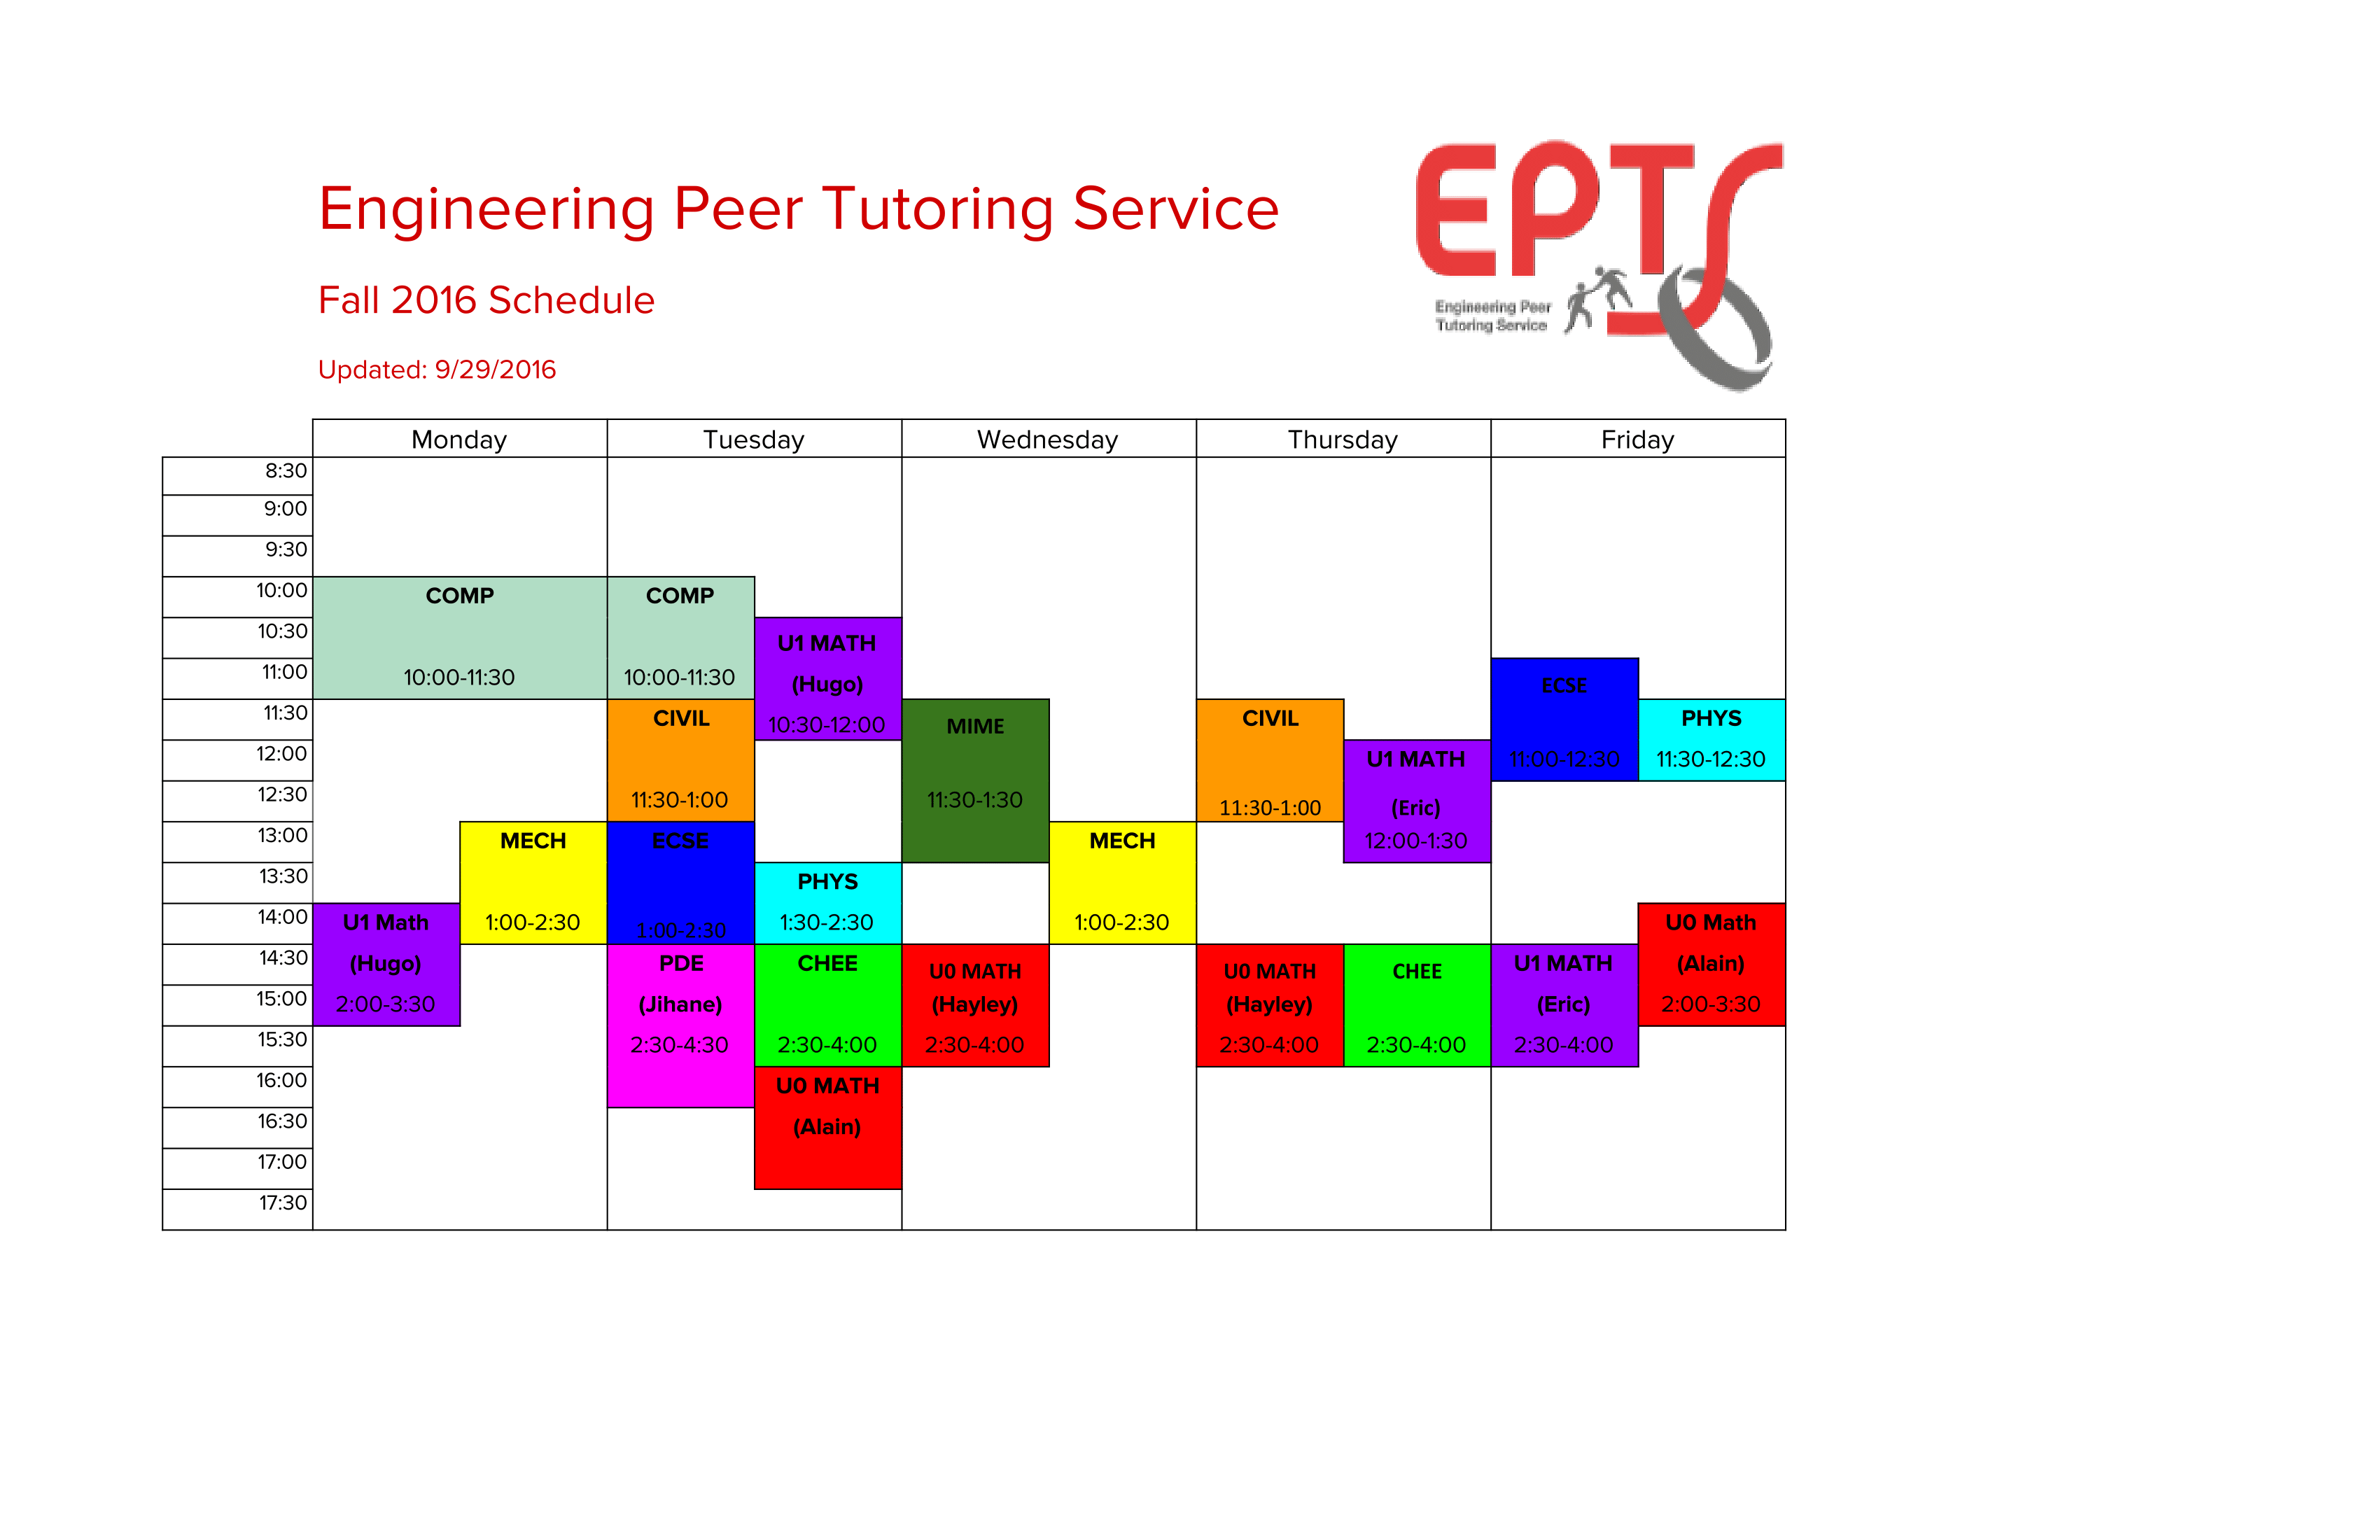 EPTS
Engineering Peer Tutoring Service
Engineering Peer
Tutoring Service
Fall 2016 Schedule
Updated: 9/29/2016
Monday Tuesday Wednesday Thursday Friday
8:30
9:00
9:30
10:00 COMP COMP
10:30 U1 MATH
11:00 10:00-11:30 10:00-11:30 (Hugo) ECSE
11:30 CIVIL 10:30-12:00 MIME CIVIL PHYS
12:00 U1 MATH 11:00-12:30 11:30-12:30
12:30 11:30-1:00 11:30-1:30 11:30-1:00 (Eric)
13:00 MECH ECSE MECH 12:00-1:30
13:30 PHYS
14:00 U1 Math 1:00-2:30 1:00-2:30 1:30-2:30 1:00-2:30 U0 Math
14:30 (Hugo) PDE CHEE U0 MATH U0 MATH CHEE U1 MATH (Alain)
15:00 2:00-3:30 (Jihane) (Hayley) (Hayley) (Eric) 2:00-3:30
15:30 2:30-4:30 2:30-4:00 2:30-4:00 2:30-4:00 2:30-4:00 2:30-4:00
16:00 U0 MATH
16:30 (Alain)
17:00
17:30